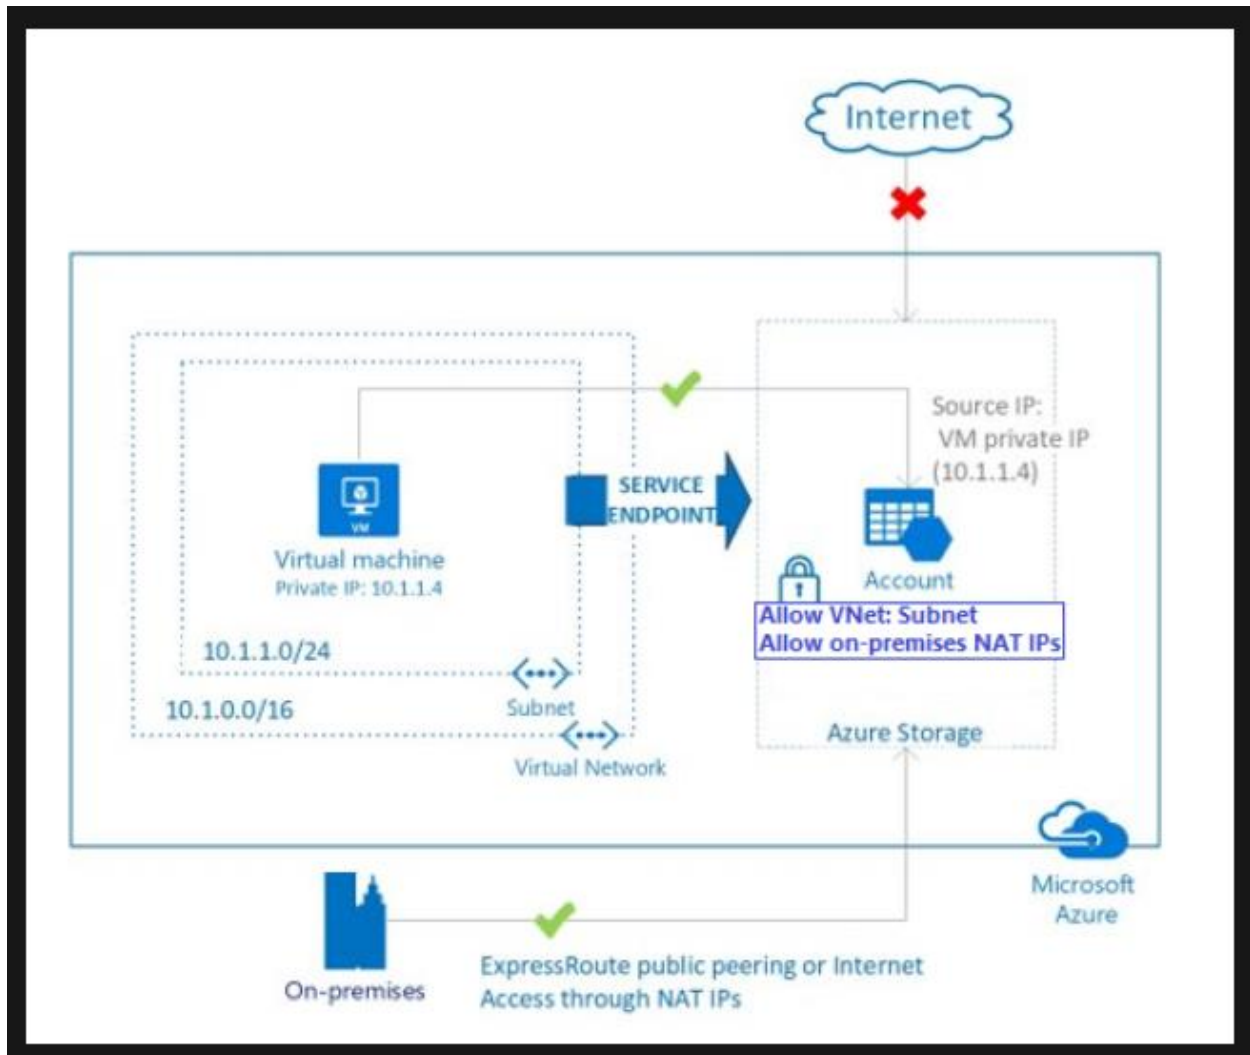 Internet
Source IP:
VM private IP
(10.1.1.4)
SERVICE
ENDPOINT
VM
Virtual machine
Private IP: 10.1.1.4
Account
Allow VNet: Subnet
Allow on-premises NAT IPs
10.1.1.0/24
10.1.0.0/16
Subnet
Azure Storage
Virtual Network
Microsoft
Azure
On-premises
ExpressRoute public peering or Internet
Access through NAT IPs